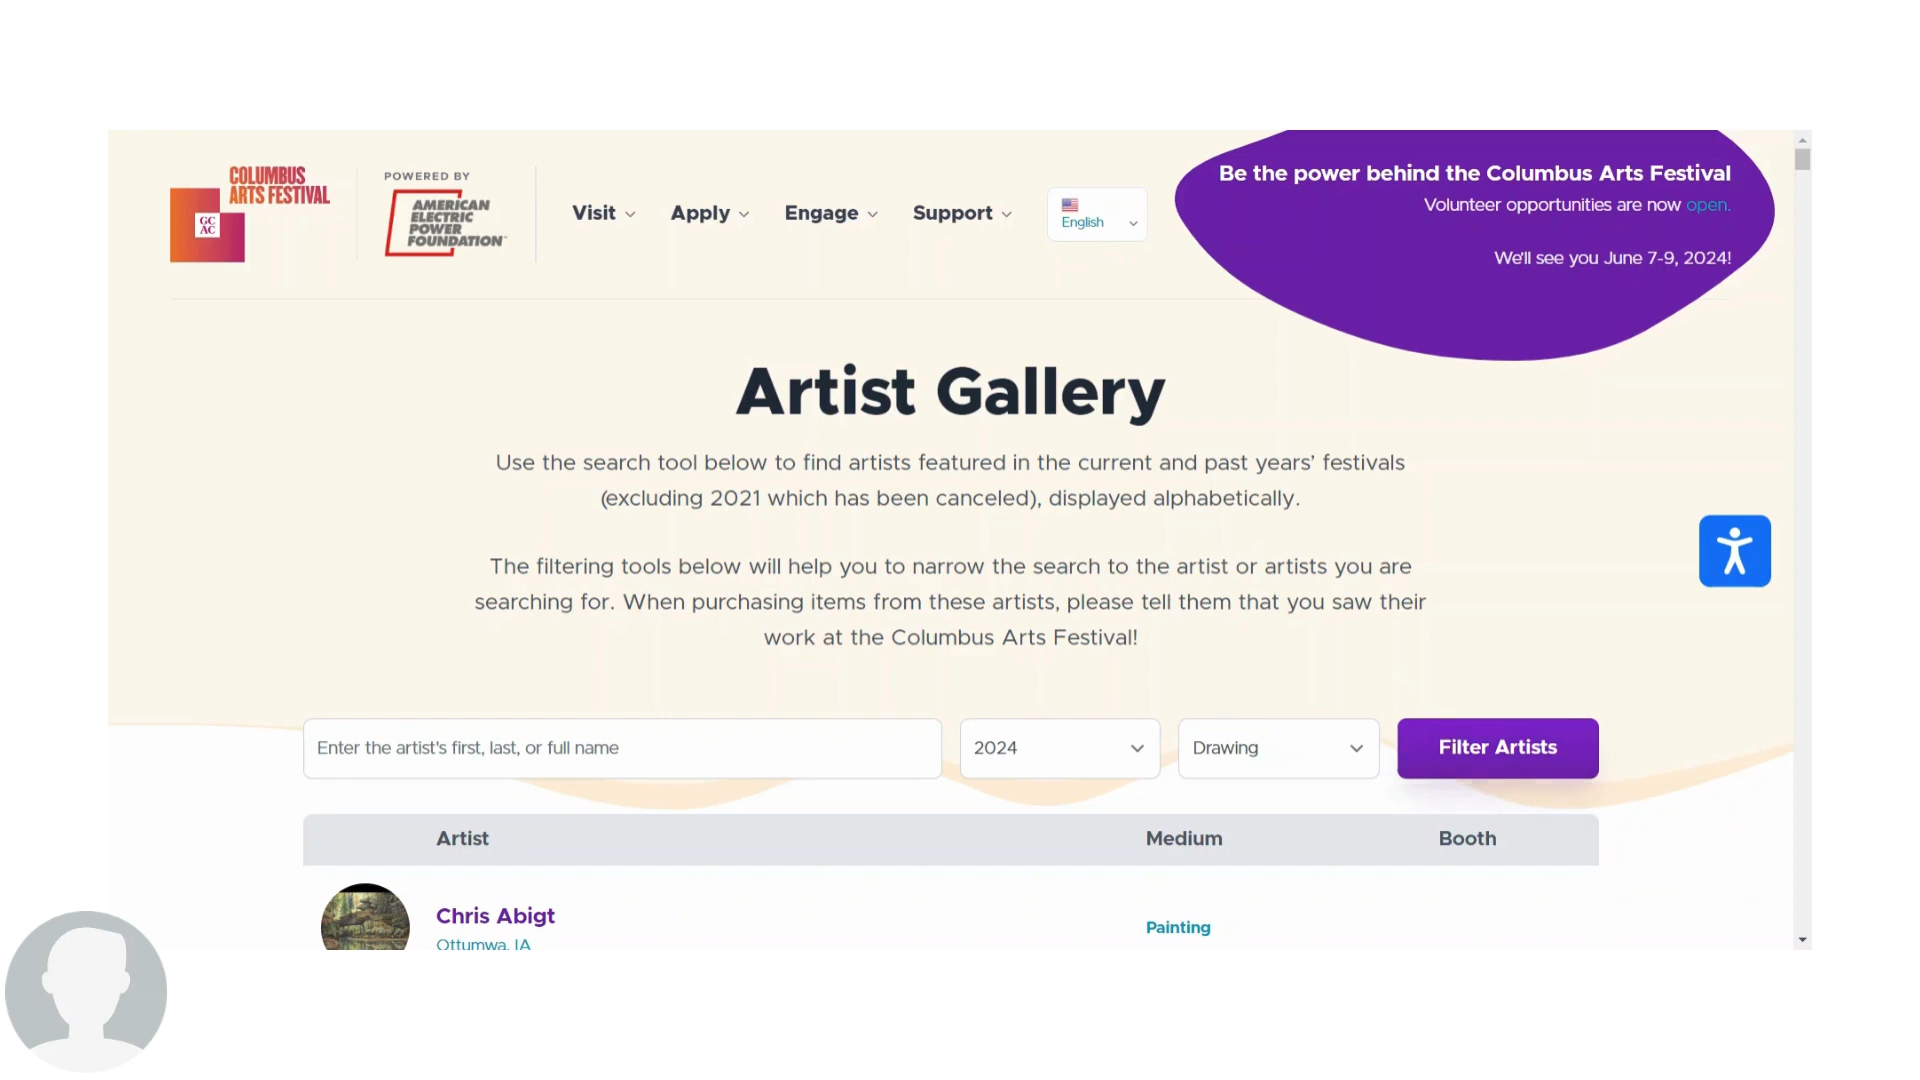 COLUMBUS
ARTS FESTIVAL
GC
AC
POWERED BY
AMERICAN
ELECTRIC
POWER
FOUNDATION
Visit
Apply
Engage
Support
English
Be the power behind the Columbus Arts Festival
Volunteer opportunities are now open.
We'll see you June 7-9, 2024!
Artist Gallery
Use the search tool below to find artists featured in the current and past years’ festivals
(excluding 2021 which has been canceled), displayed alphabetically.
The filtering tools below will help you to narrow the search to the artist or artists you are
searching for. When purchasing items from these artists, please tell them that you saw their
work at the Columbus Arts Festival!
Enter the artist's first, last, or full name
2024
Drawing
Filter Artists
Artist Medium Booth
Chris Abigt
Painting
Ottumwa, IA